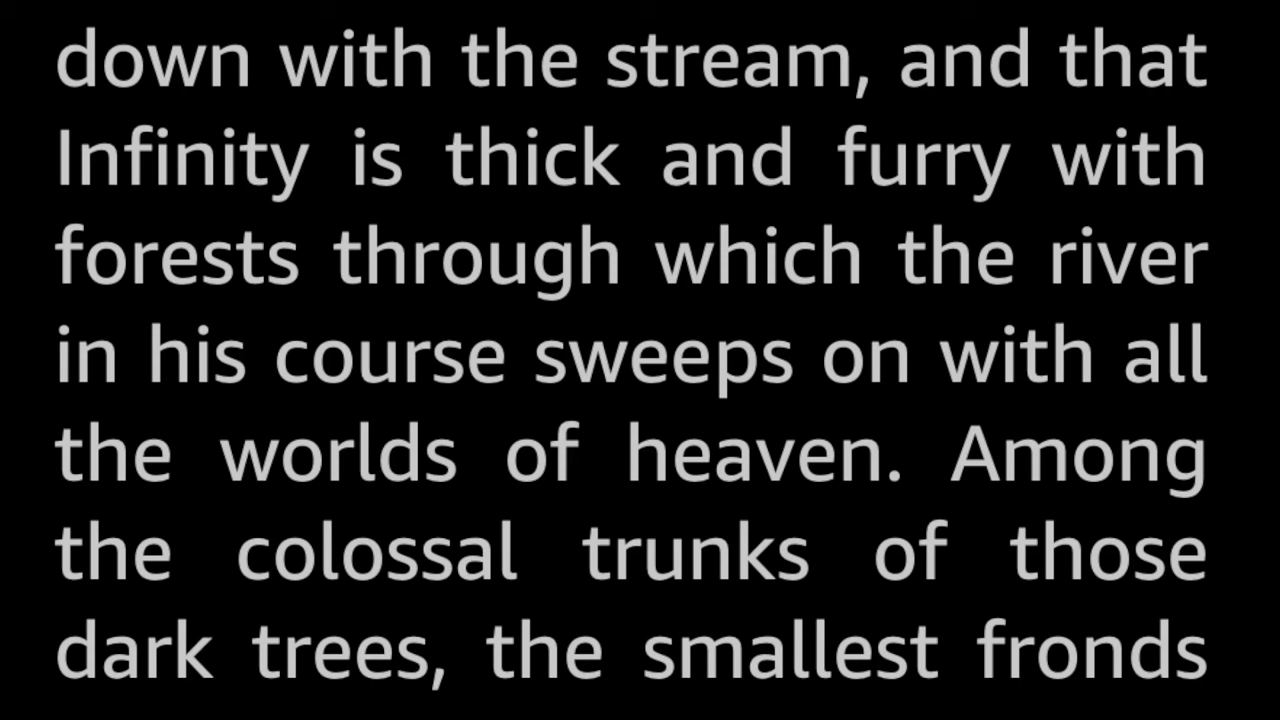 down with the stream, and that
Infinity is thick and furry with
forests through which the river
in his course sweeps on with all
the worlds of heaven. Among
the colossal trunks of those
dark trees, the smallest fronds